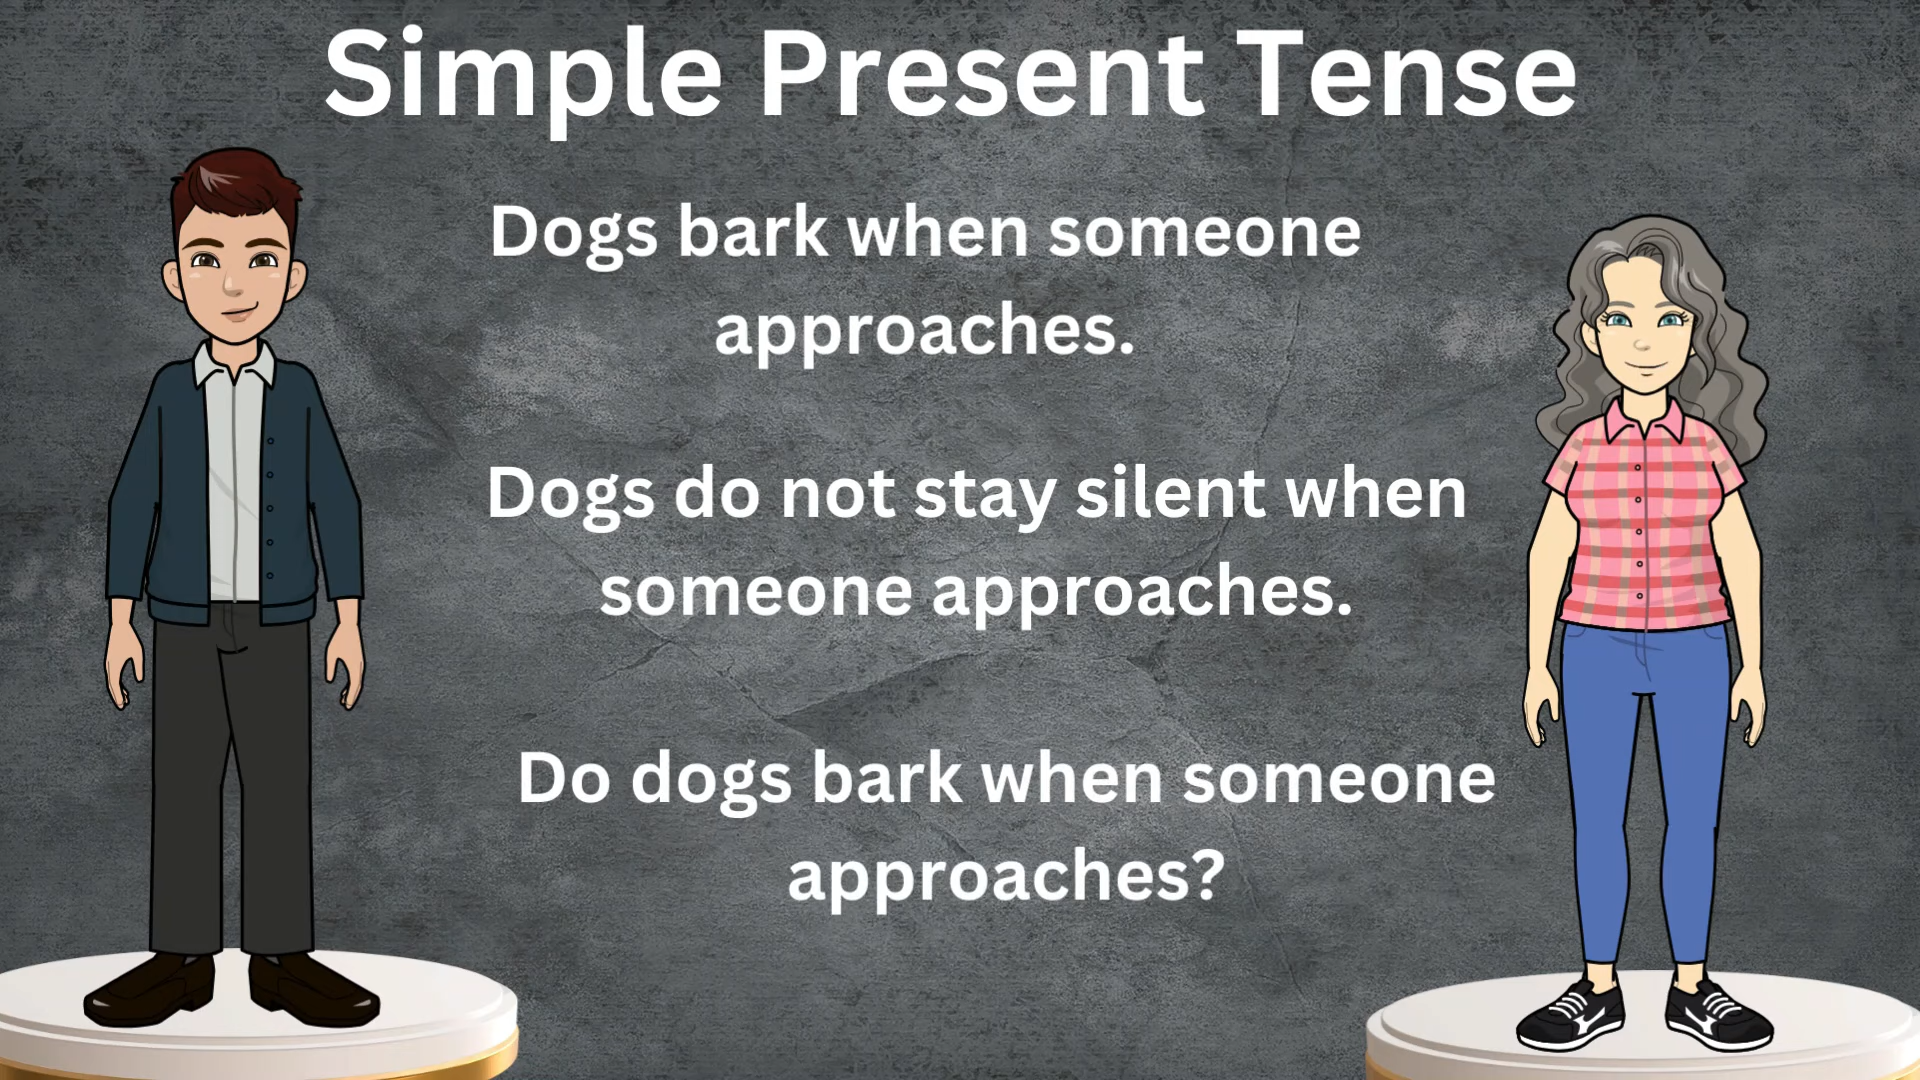 Simple Present Tense
Dogs bark when someone
approaches.
Dogs do not stay silent when
someone approaches.
Do dogs bark when someone
approaches?